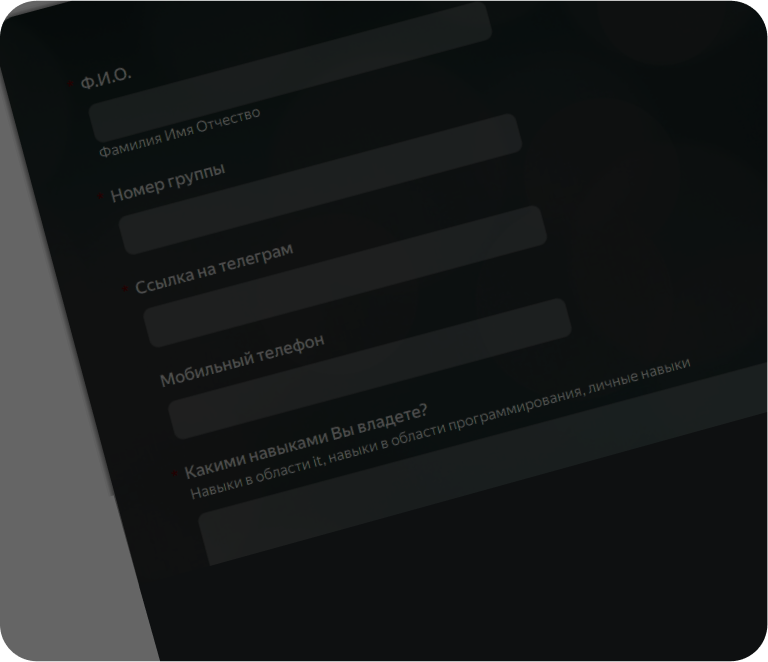 Ф.И.О.
Фамилия Имя Отчество
Номер группы
Ссылка на телеграм
Мобильный телефон
Какими навыками Вы владете?
Навыки в области it, навыки в области программирования, личные навыки